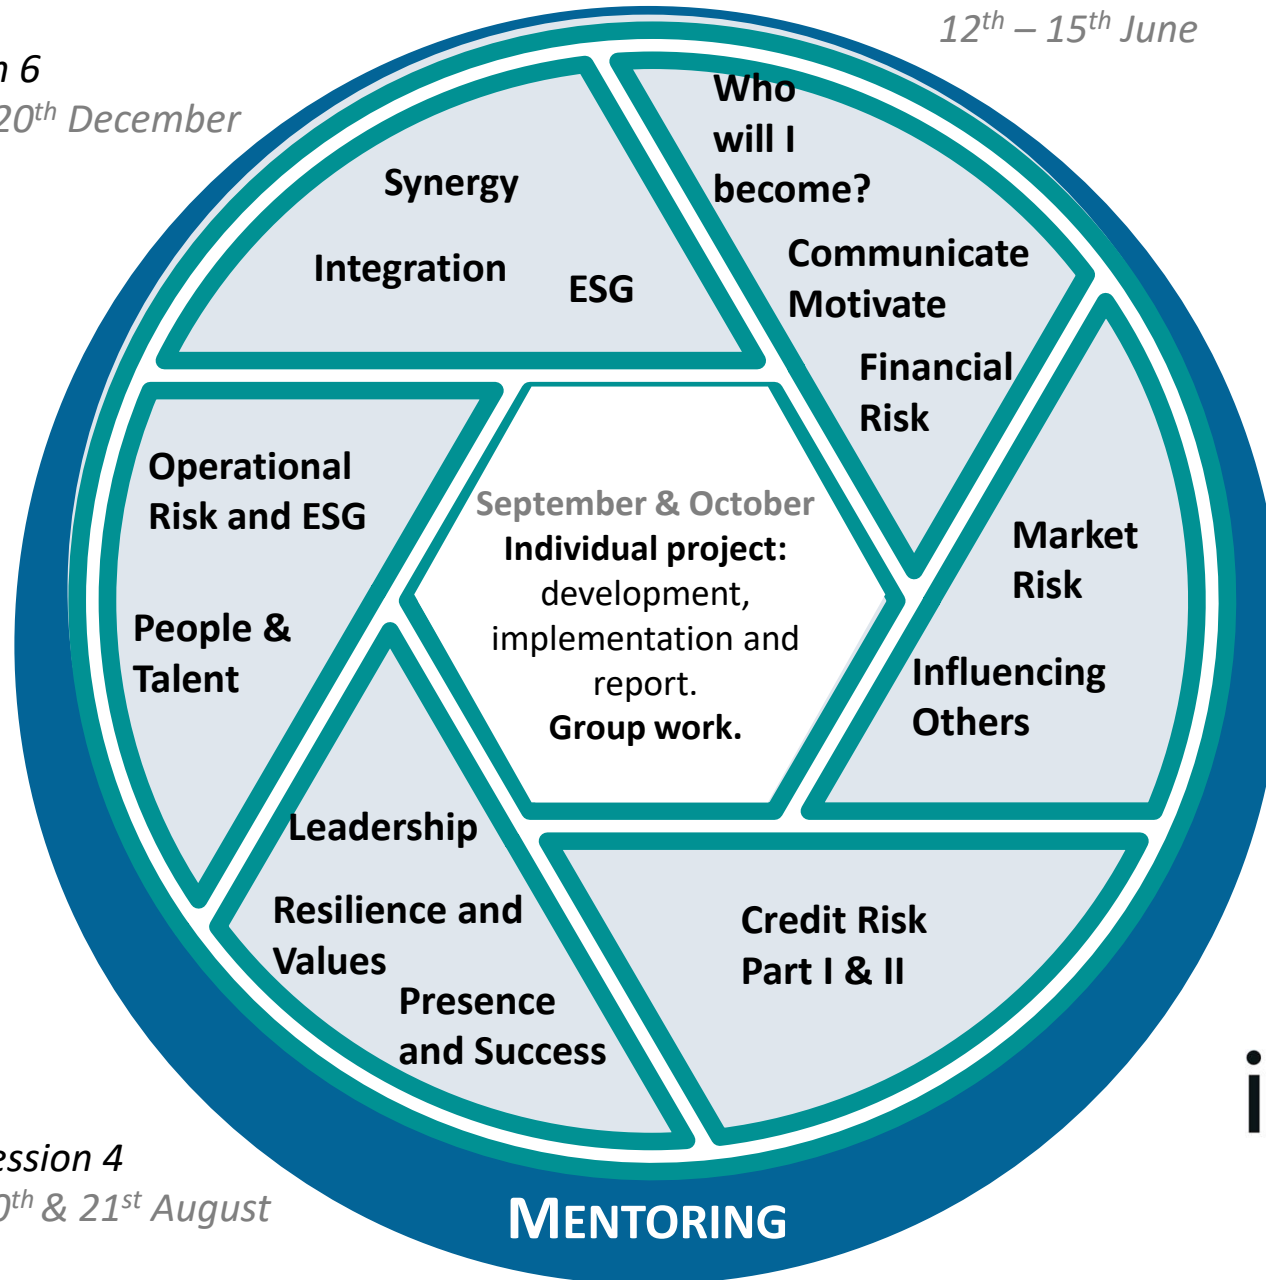 12th – 15th June
6
20th December
Who
will I
become?
Communicate
Motivate
Financial
Risk
Synergy
Integration
ESG
Operational
Risk and ESG
People &
Talent
September & October
Individual project:
development,
implementation and
report.
Group work.
Market
Risk
Influencing
Others
Leadership
Resilience and
Values
Presence
and Success
Credit Risk
Part I & II
4
& 21st August
MENTORING